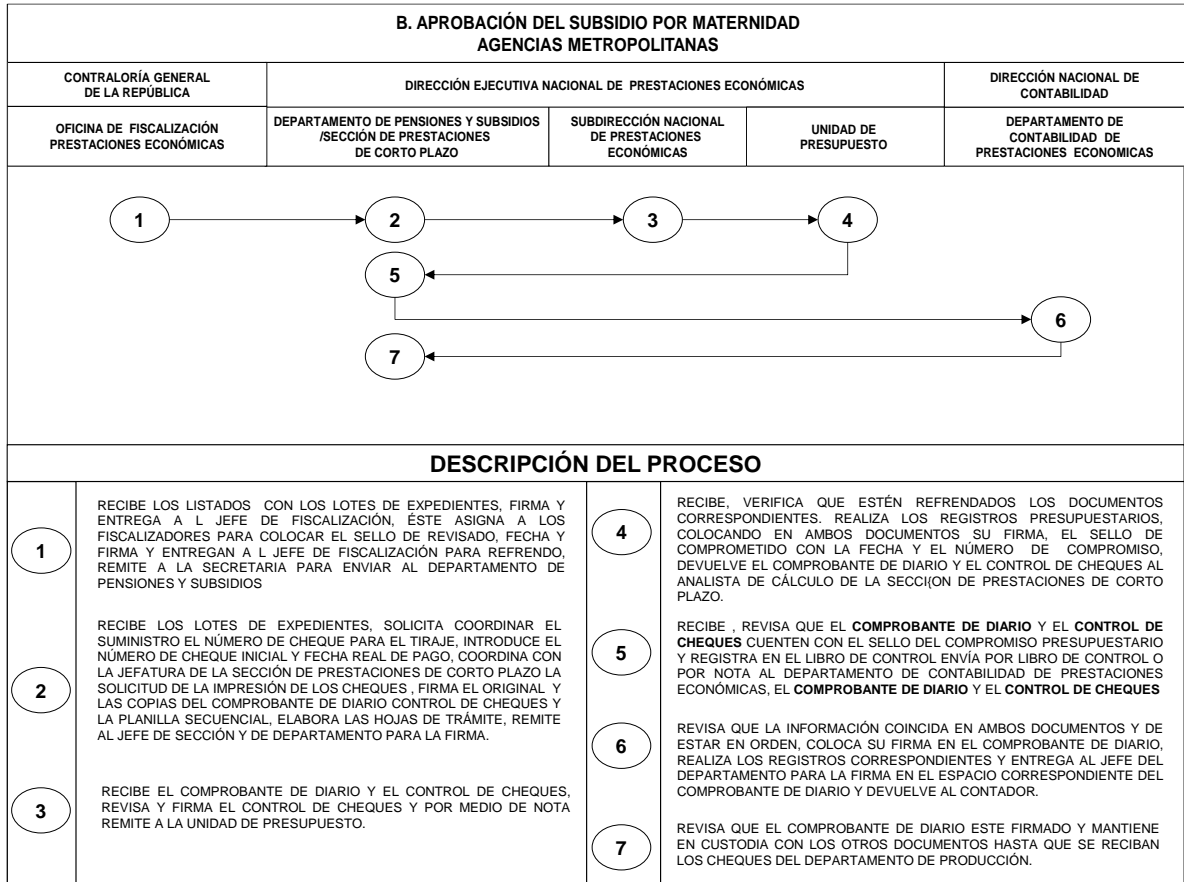 B. APROBACIÓN DEL SUBSIDIO POR MATERNIDAD
AGENCIAS METROPOLITANAS
CONTRALORÍA GENERAL
DE LA REPÚBLICA
DIRECCIÓN EJECUTIVA NACIONAL DE PRESTACIONES ECONÓMICAS
DIRECCIÓN NACIONAL DE
CONTABILIDAD
OFICINA DE FISCALIZACIÓN
PRESTACIONES ECONÓMICAS
DEPARTAMENTO DE PENSIONES Y SUBSIDIOS
/SECCIÓN DE PRESTACIONES
DE CORTO PLAZO
SUBDIRECCIÓN NACIONAL
DE PRESTACIONES
ECONÓMICAS
UNIDAD DE
PRESUPUESTO
DEPARTAMENTO DE
CONTABILIDAD DE
PRESTACIONES ECONOMICAS
1
2
3
4
5
6
7
DESCRIPCIÓN DEL PROCESO
1
RECIBE LOS LISTADOS CON LOS LOTES DE EXPEDIENTES, FIRMA Y
ENTREGA A L JEFE DE FISCALIZACIÓN, ÉSTE ASIGNA A LOS
FISCALIZADORES PARA COLOCAR EL SELLO DE REVISADO, FECHA Y
FIRMA Y ENTREGAN A L JEFE DE FISCALIZACIÓN PARA REFRENDO,
REMITE A LA SECRETARIA PARA ENVIAR AL DEPARTAMENTO DE
PENSIONES Y SUBSIDIOS
2
RECIBE LOS LOTES DE EXPEDIENTES, SOLICITA COORDINAR EL
SUMINISTRO EL NÚMERO DE CHEQUE PARA EL TIRAJE, INTRODUCE EL
NÚMERO DE CHEQUE INICIAL Y FECHA REAL DE PAGO, COORDINA CON
LA JEFATURA DE LA SECCIÓN DE PRESTACIONES DE CORTO PLAZO LA
SOLICITUD DE LA IMPRESIÓN DE LOS CHEQUES , FIRMA EL ORIGINAL Y
LAS COPIAS DEL COMPROBANTE DE DIARIO CONTROL DE CHEQUES Y
LA PLANILLA SECUENCIAL, ELABORA LAS HOJAS DE TRÁMITE, REMITE
AL JEFE DE SECCIÓN Y DE DEPARTAMENTO PARA LA FIRMA.
3
RECIBE EL COMPROBANTE DE DIARIO Y EL CONTROL DE CHEQUES,
REVISA Y FIRMA EL CONTROL DE CHEQUES Y POR MEDIO DE NOTA
REMITE A LA UNIDAD DE PRESUPUESTO.
4
RECIBE, VERIFICA QUE ESTÉN REFRENDADOS LOS DOCUMENTOS
CORRESPONDIENTES. REALIZA LOS REGISTROS PRESUPUESTARIOS,
COLOCANDO EN AMBOS DOCUMENTOS SU FIRMA, EL SELLO DE
COMPROMETIDO CON LA FECHA Y EL NÚMERO DE COMPROMISO,
DEVUELVE EL COMPROBANTE DE DIARIO Y EL CONTROL DE CHEQUES AL
ANALISTA DE CÁLCULO DE LA SECCI{ON DE PRESTACIONES DE CORTO
PLAZO.
5
RECIBE , REVISA QUE EL COMPROBANTE DE DIARIO Y EL CONTROL DE
CHEQUES CUENTEN CON EL SELLO DEL COMPROMISO PRESUPUESTARIO
Y REGISTRA EN EL LIBRO DE CONTROL ENVÍA POR LIBRO DE CONTROL O
POR NOTA AL DEPARTAMENTO DE CONTABILIDAD DE PRESTACIONES
ECONÓMICAS, EL COMPROBANTE DE DIARIO Y EL CONTROL DE CHEQUES
6
REVISA QUE LA INFORMACIÓN COINCIDA EN AMBOS DOCUMENTOS Y DE
ESTAR EN ORDEN, COLOCA SU FIRMA EN EL COMPROBANTE DE DIARIO,
REALIZA LOS REGISTROS CORRESPONDIENTES Y ENTREGA AL JEFE DEL
DEPARTAMENTO PARA LA FIRMA EN EL ESPACIO CORRESPONDIENTE DEL
COMPROBANTE DE DIARIO Y DEVUELVE AL CONTADOR.
7
REVISA QUE EL COMPROBANTE DE DIARIO ESTE FIRMADO Y MANTIENE
EN CUSTODIA CON LOS OTROS DOCUMENTOS HASTA QUE SE RECIBAN
LOS CHEQUES DEL DEPARTAMENTO DE PRODUCCIÓN.